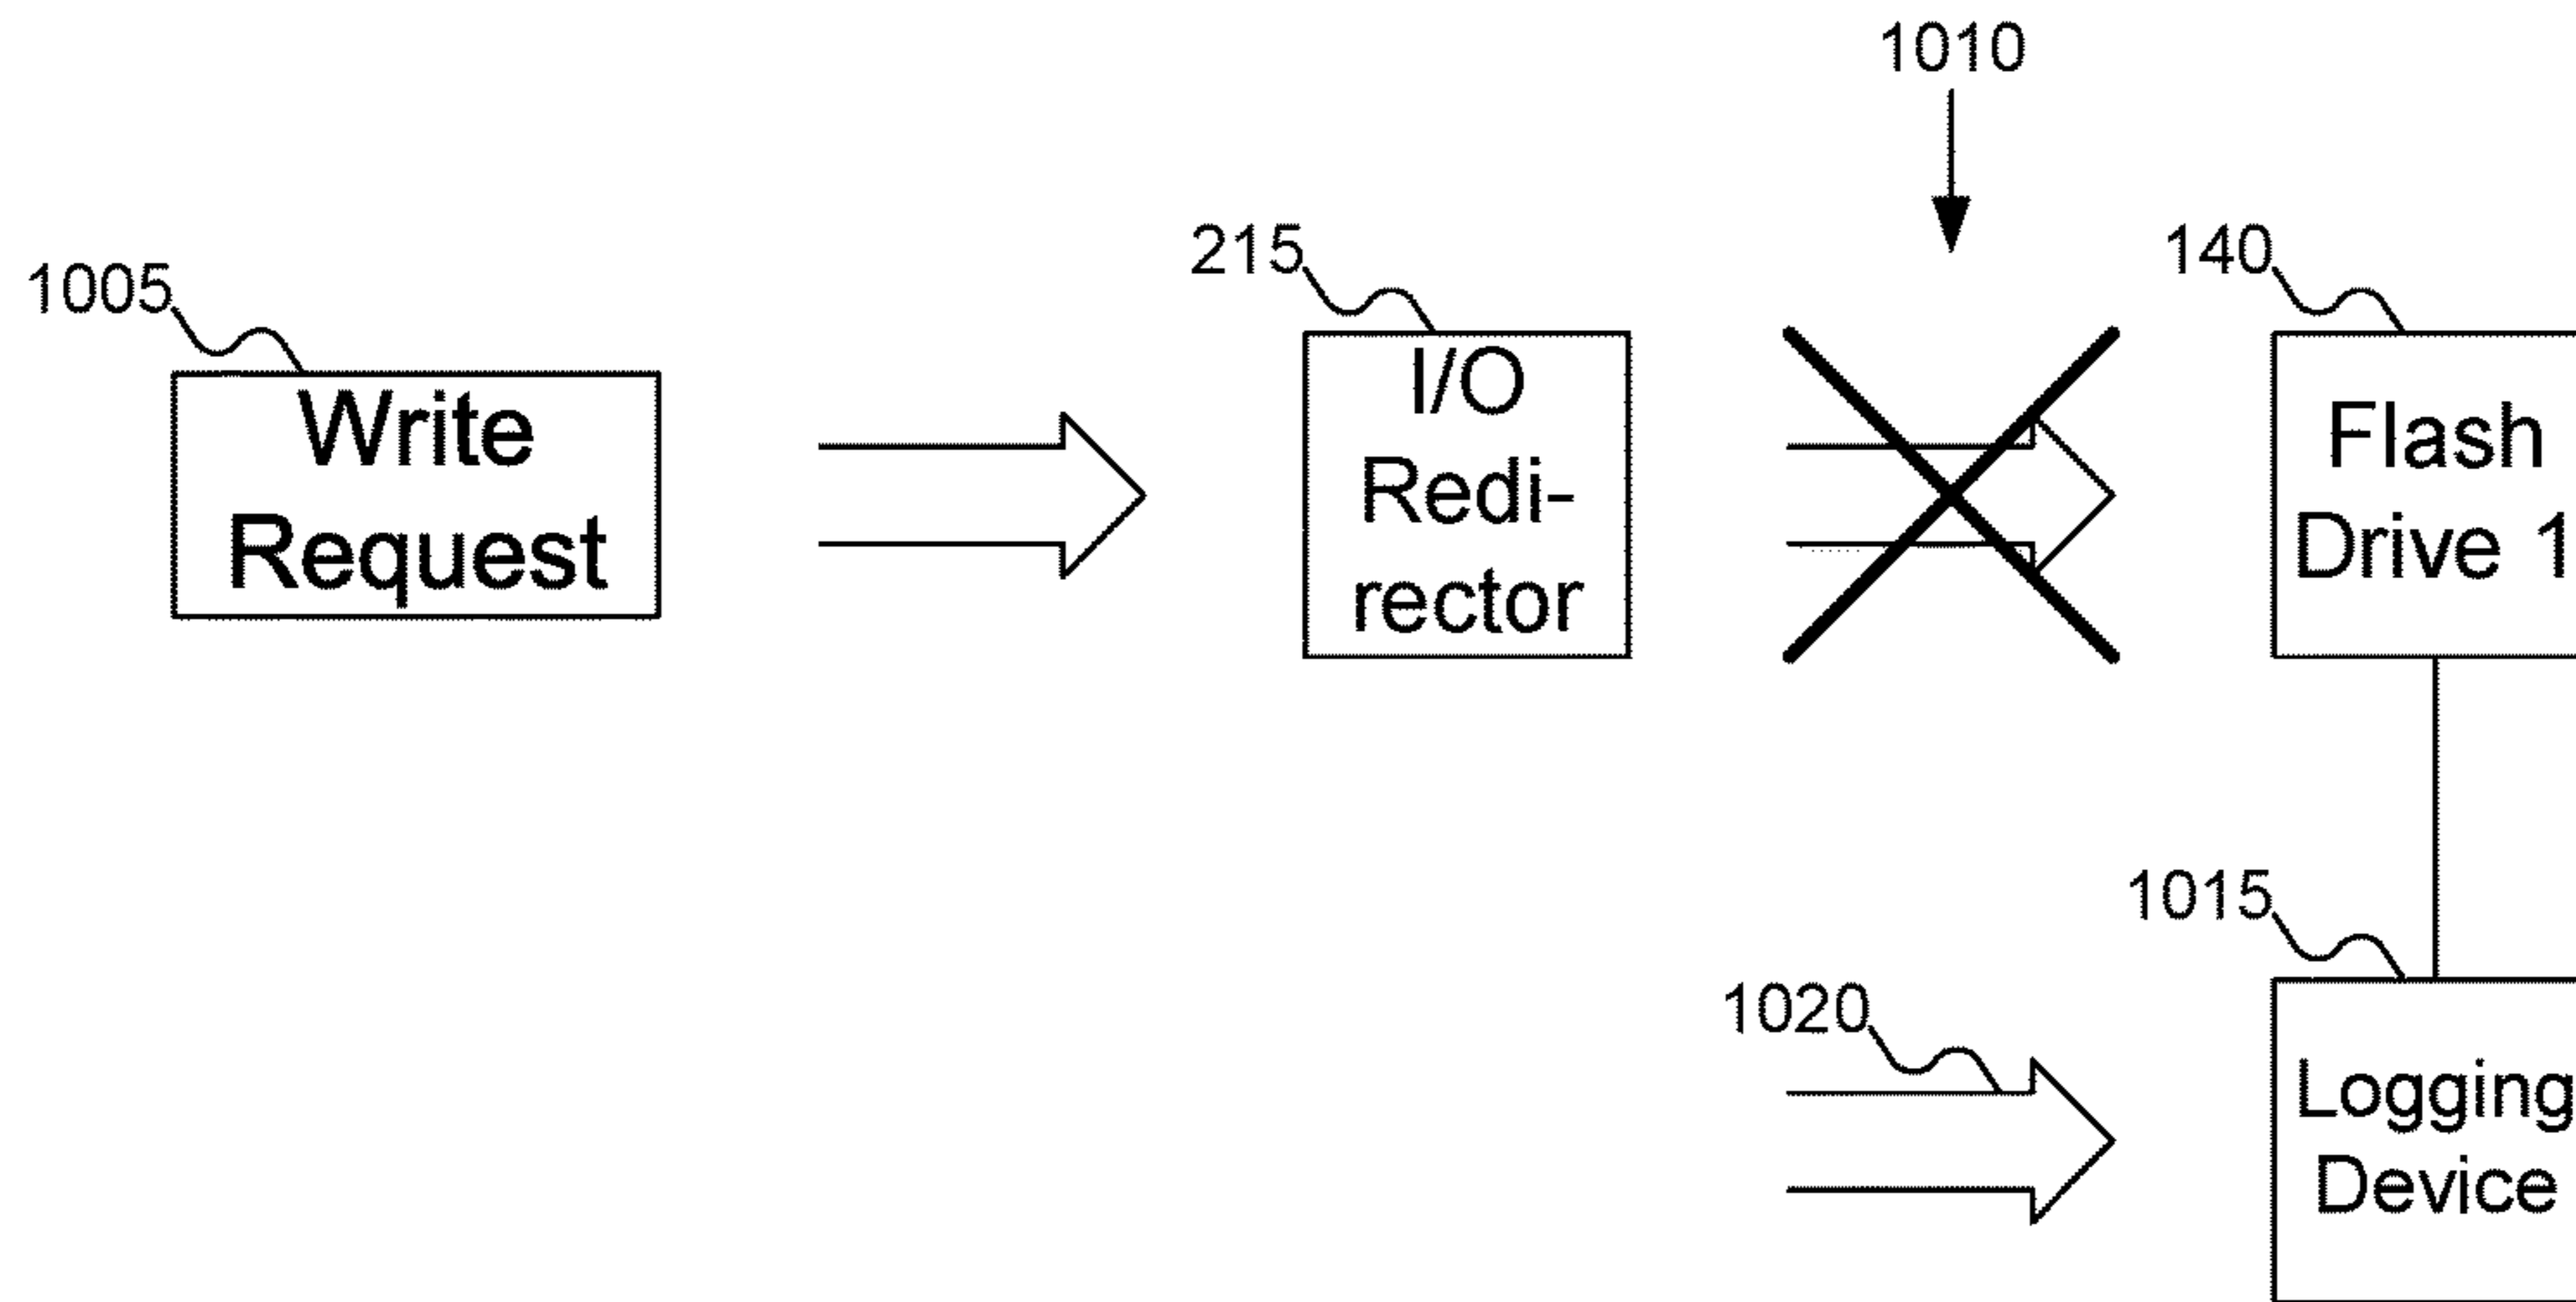 1010
215
140
1005
Write
Request
I/O
Redi-
rector
Flash
Drive 1
1015
1020
Logging
Device